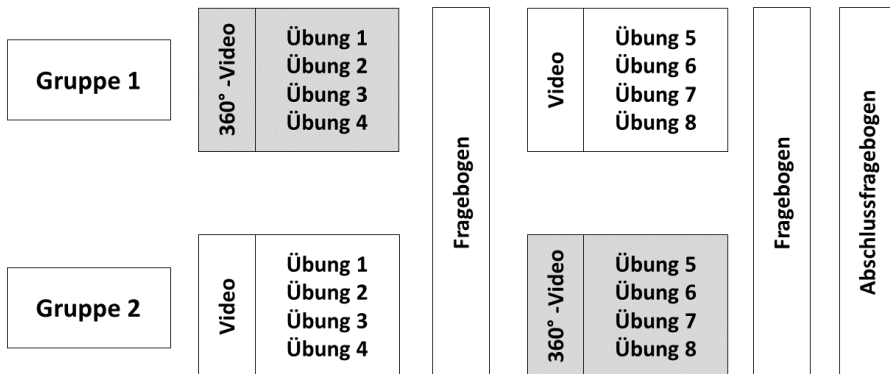 Gruppe 1
360° -Video
Übung 1
Übung 2
Übung 3
Übung 4
Fragebogen
Video
Übung 5
Übung 6
Übung 7
Übung 8
Fragebogen
Abschlussfragebogen
Gruppe 2
Video
Übung 1
Übung 2
Übung 3
Übung 4
360° -Video
Übung 5
Übung 6
Übung 7
Übung 8